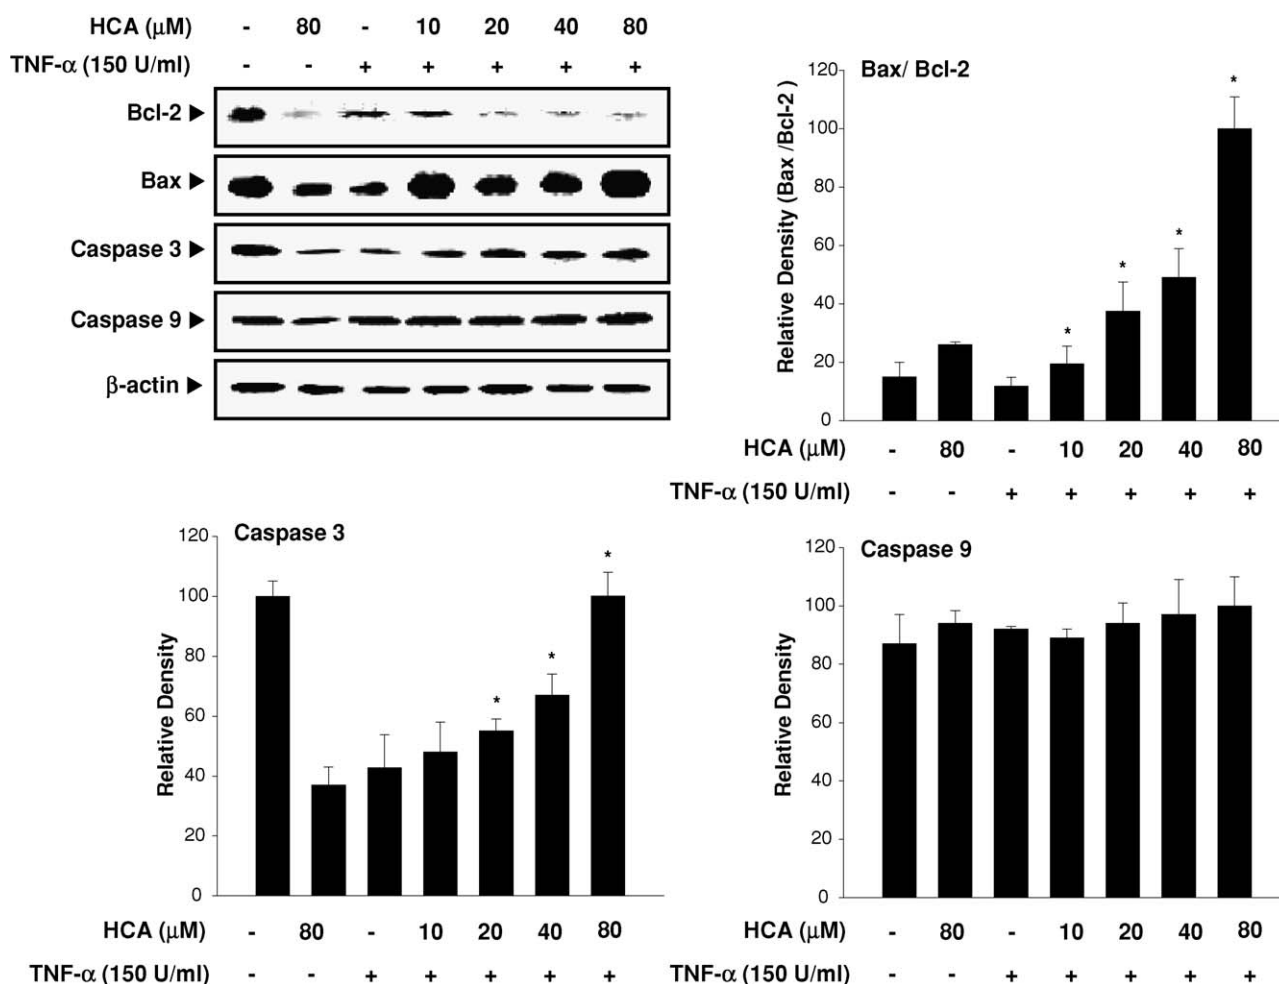 HCA (μM) - 80 - 10 20 40 80
TNF-α (150 U/ml) - - + + + + +
Bcl-2
Bax
Caspase 3
Caspase 9
β-actin
Bax/ Bcl-2
Relative Density (Bax /Bcl-2 )
120
100
80
60
40
20
0
* * * * *
HCA (μM) - 80 - 10 20 40 80
TNF-α (150 U/ml) - - + + + + +
Caspase 3
Relative Density
120
100
80
60
40
20
0
* * *
HCA (μM) - 80 - 10 20 40 80
TNF-α (150 U/ml) - - + + + + +
Caspase 9
Relative Density
120
100
80
60
40
20
0
HCA (μM) - 80 - 10 20 40 80
TNF-α (150 U/ml) - - + + + + +